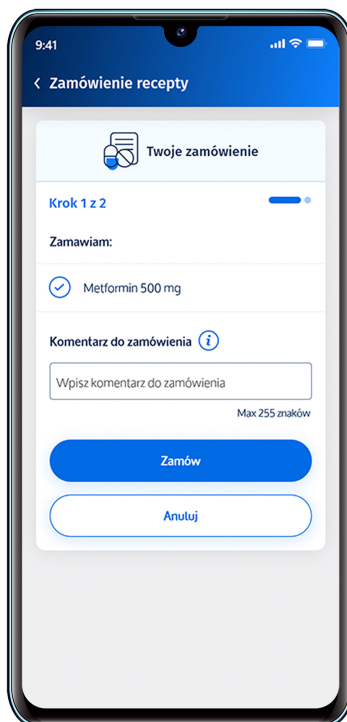 9:41
Zamówienie recepty
Twoje zamówienie
Krok 1 z 2
Zamawiam:
Metformin 500 mg
Komentarz do zamówienia i
Wpisz komentarz do zamówienia
Max 255 znaków
Zamów
Anuluj